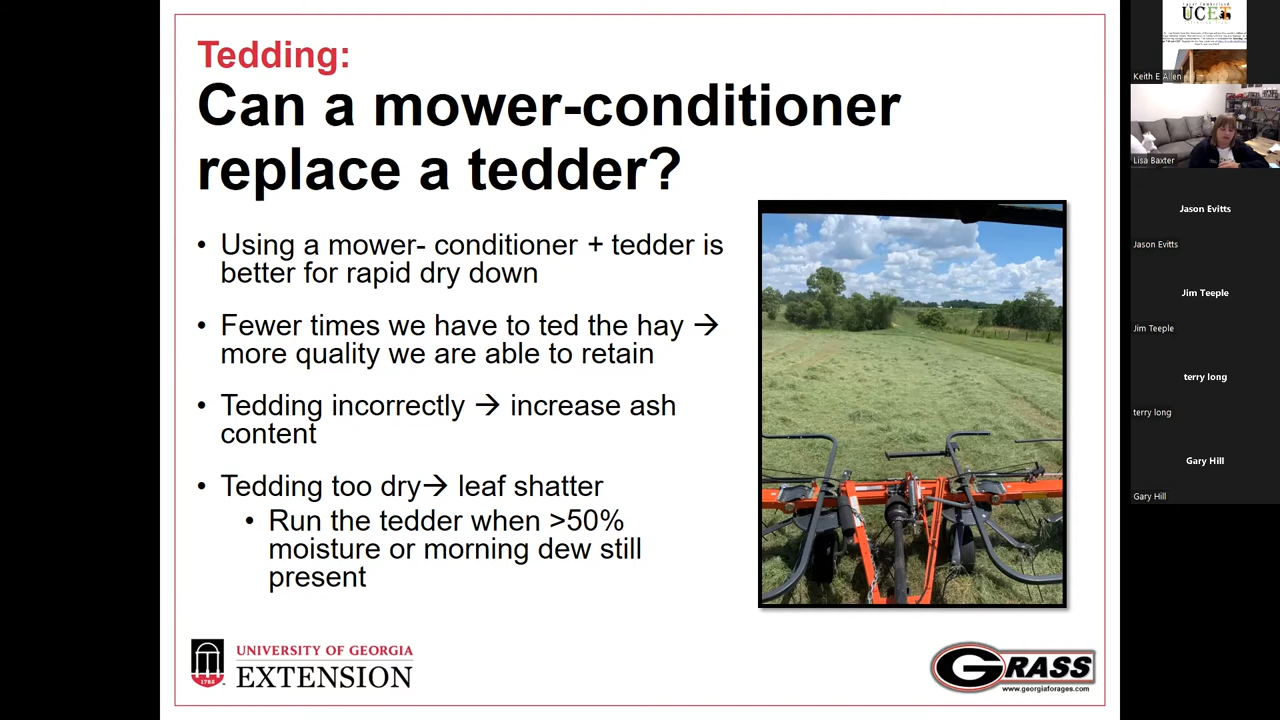 Tedding:
Can a mower-conditioner
replace a tedder?
• Using a mower- conditioner + tedder is
better for rapid dry down
• Fewer times we have to ted the hay →
more quality we are able to retain
• Tedding incorrectly → increase ash
content
• Tedding too dry→ leaf shatter
• Run the tedder when >50%
moisture or morning dew still
present
1785
UNIVERSITY OF GEORGIA
EXTENSION
GRASS
www.georgiaforages.com
UCET
Keith E Allen
Lisa Baxter
Jason Evitts
Jason Evitts
Jim Teeple
Jim Teeple
terry long
terry long
Gary Hill
Gary Hill